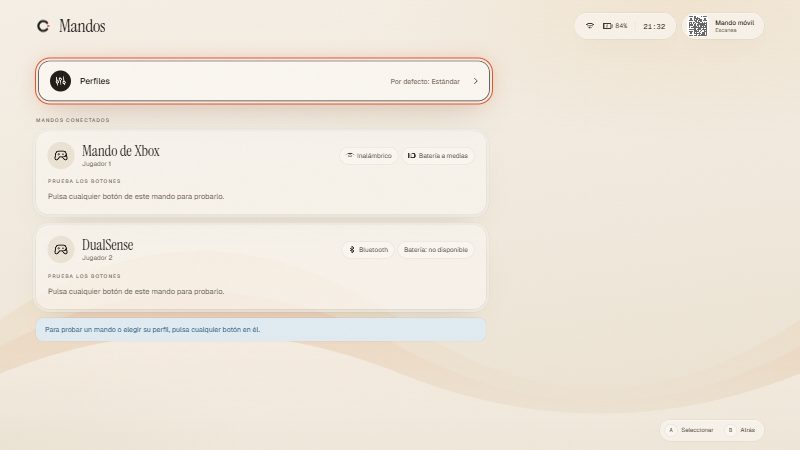 Mandos
84%
21:32
Mando móvil
Escanea
Perfiles
Por defecto: Estándar
MANDOS CONECTADOS
Mando de Xbox
Jugador 1
Inalámbrico
Batería a medias
PRUEBA LOS BOTONES
Pulsa cualquier botón de este mando para probarlo.
DualSense
Jugador 2
Bluetooth
Batería: no disponible
PRUEBA LOS BOTONES
Pulsa cualquier botón de este mando para probarlo.
Para probar un mando o elegir su perfil, pulsa cualquier botón en él.
A Seleccionar B Atrás